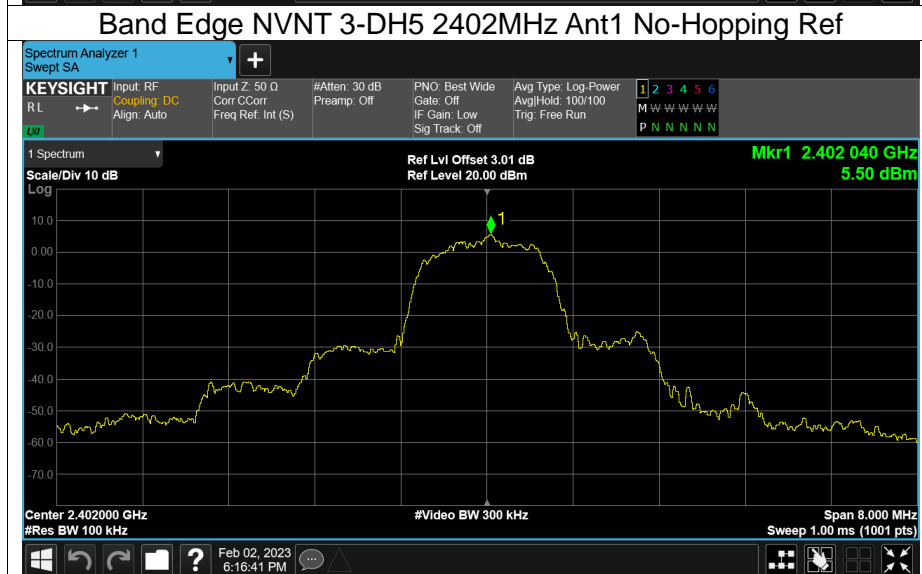 Band Edge NVNT 3-DH5 2402MHz Ant1 No-Hopping Ref
Spectrum Analyzer 1
Swept SA
+
KEYSIGHT
R L
LXI
Input: RF
Coupling: DC
Align: Auto
Input Z: 50 Ω
Corr CCorr
Freq Ref: Int (S)
#Atten: 30 dB
Preamp: Off
PNO: Best Wide
Gate: Off
IF Gain: Low
Sig Track: Off
Avg Type: Log-Power
Avg|Hold: 100/100
Trig: Free Run
1 2 3 4 5 6
M W W W W W
P N N N N N
1 Spectrum
Scale/Div 10 dB
Log
Ref Lvl Offset 3.01 dB
Ref Level 20.00 dBm
Mkr1 2.402 040 GHz
5.50 dBm
1
10.0
0.00
-10.0
-20.0
-30.0
-40.0
-50.0
-60.0
-70.0
Center 2.402000 GHz
#Res BW 100 kHz
#Video BW 300 kHz
Span 8.000 MHz
Sweep 1.00 ms (1001 pts)
?
Feb 02, 2023
6:16:41 PM